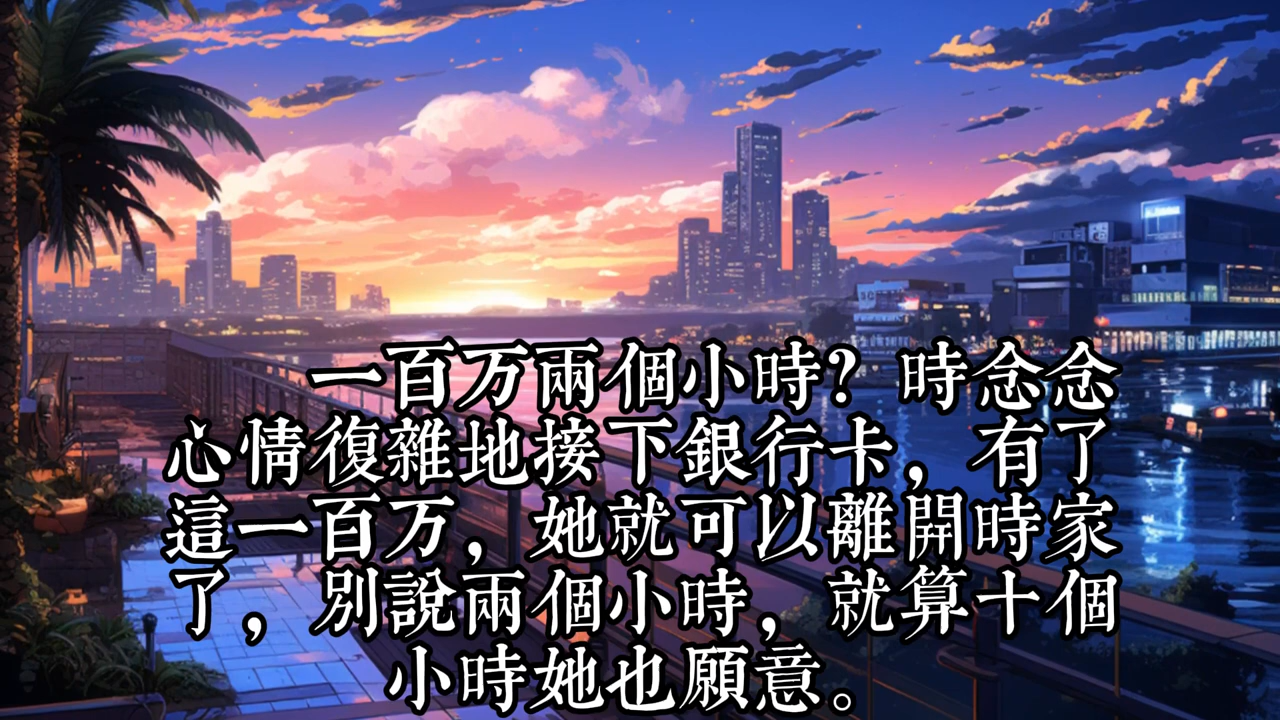 一百万兩個小時？時念念
心情復雜地接下銀行卡，有了
這一百万，她就可以離開時家
了，別說兩個小時，就算十個
小時她也願意。